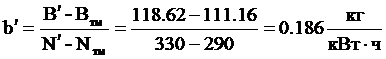 b' = (B' - Bтм) / (N' - Nтм) = (118.62 - 111.16) / (330 - 290) = 0.186 кг / (кВт · ч)